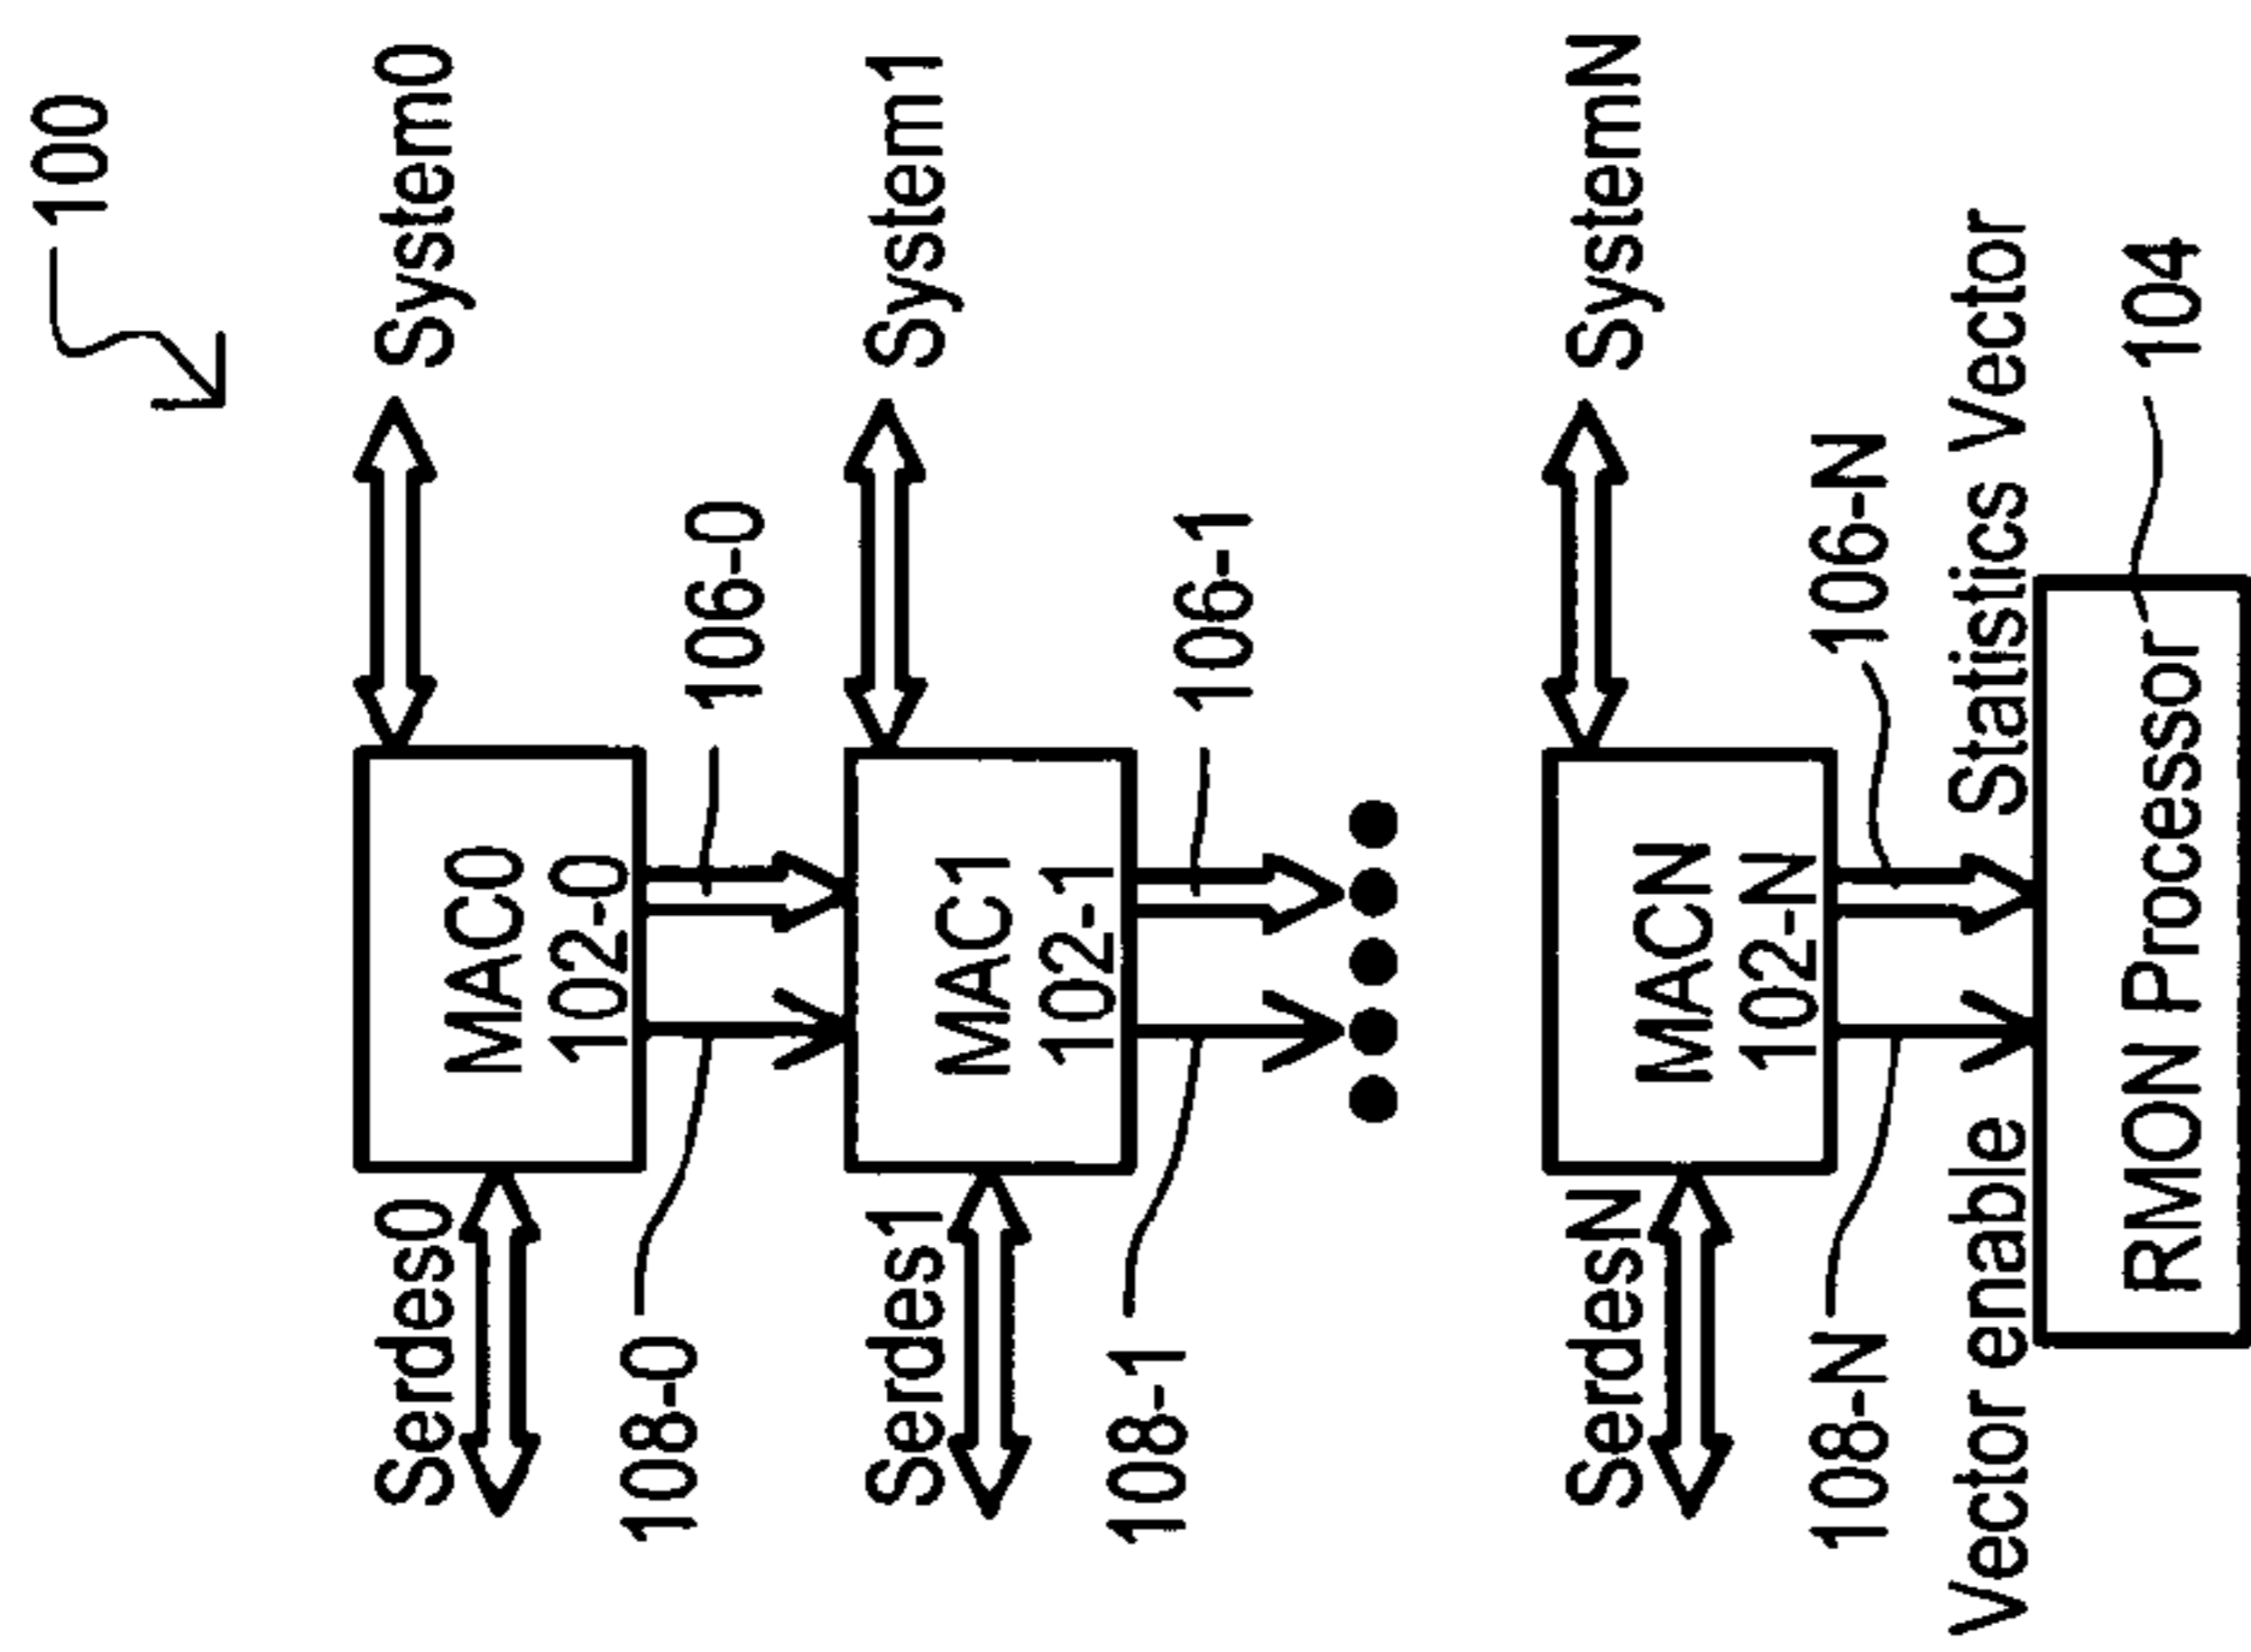 100
Serdes0
System0
MAC0
102-0
108-0
106-0
Serdes1
System1
MAC1
102-1
108-1
106-1
SerdesN
SystemN
MACN
102-N
108-N
106-N
Vector enable
Statistics Vector
RMON Processor
104